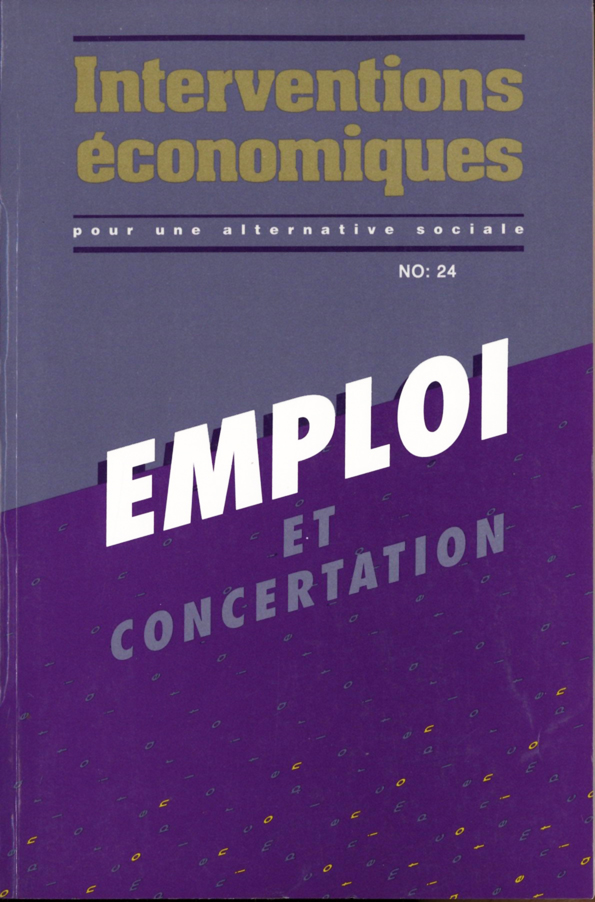 Interventions
économiques
pour une alternative sociale
NO: 24
EMPLOI
ET
CONCERTATION